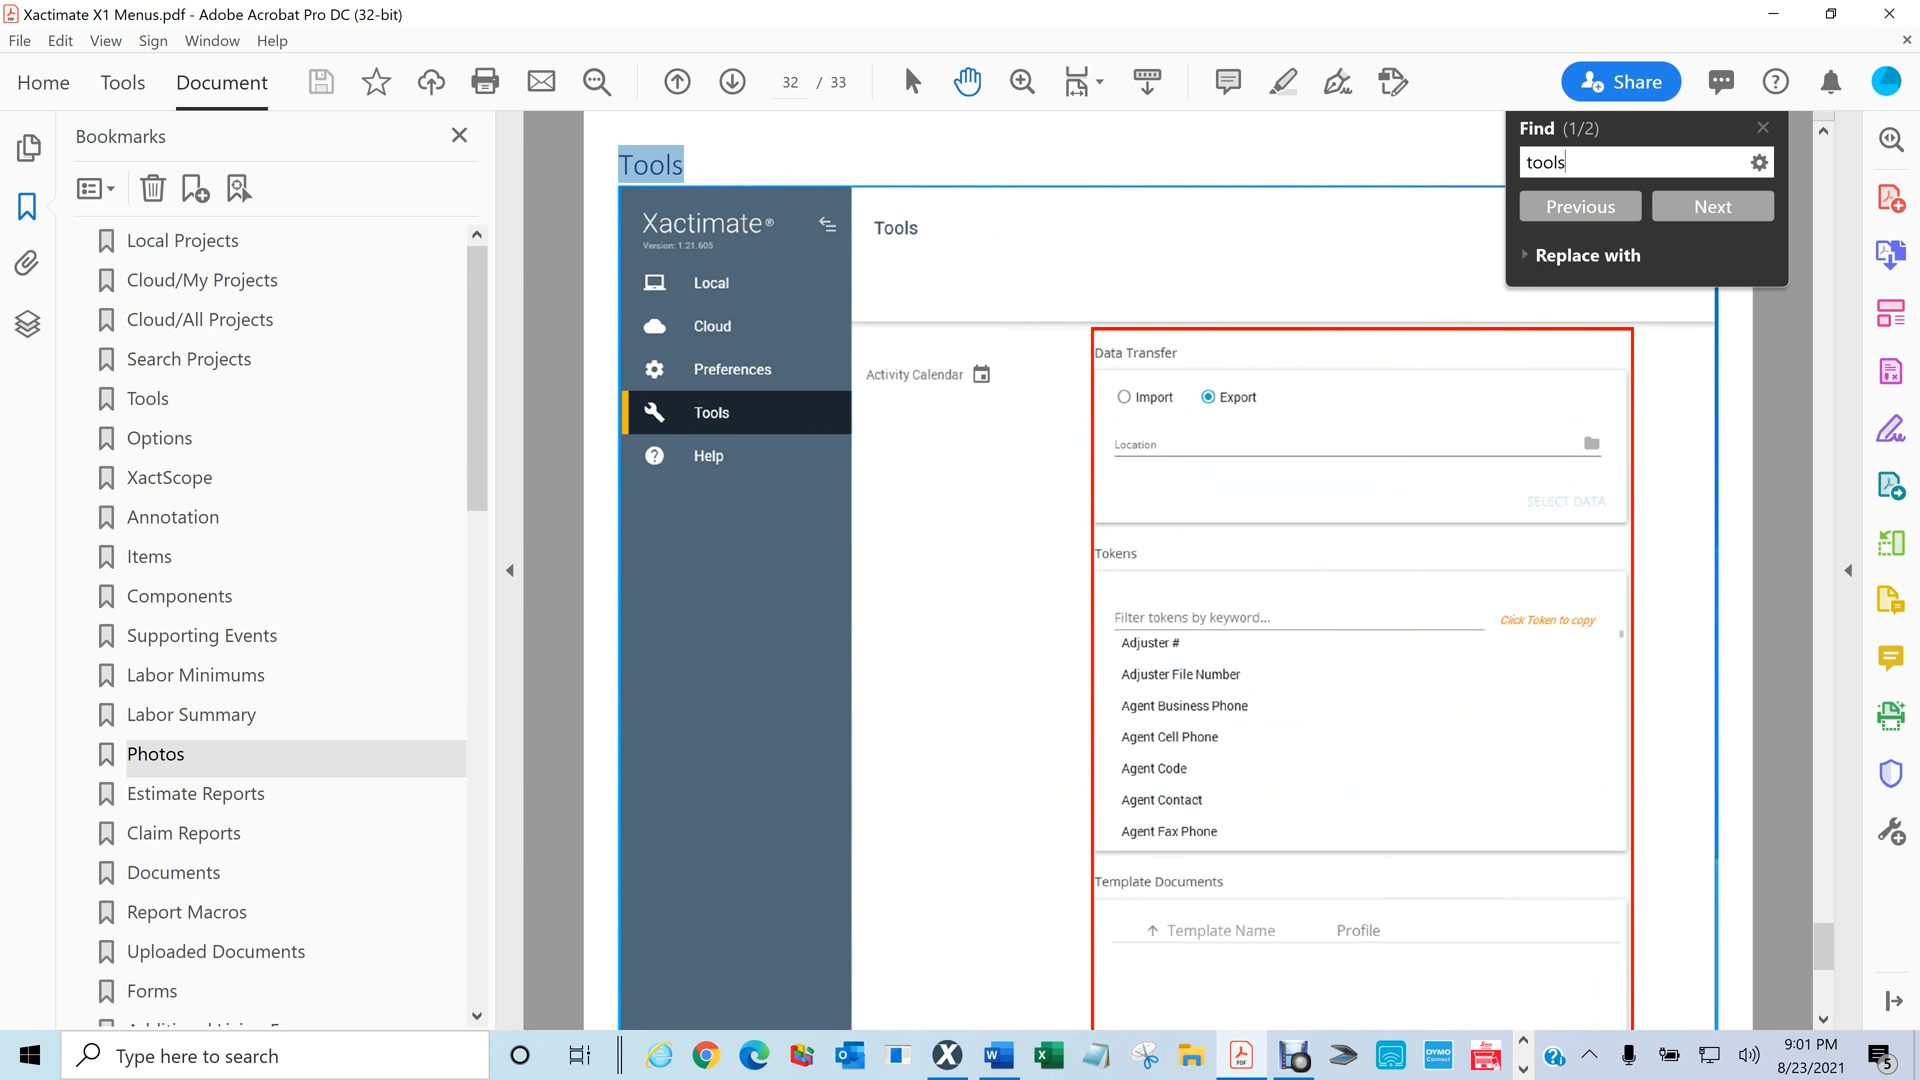 Xactimate X1 Menus.pdf - Adobe Acrobat Pro DC (32-bit)
File Edit View Sign Window Help
Home Tools Document 32 / 33 Share
Bookmarks
Local Projects
Cloud/My Projects
Cloud/All Projects
Search Projects
Tools
Options
XactScope
Annotation
Items
Components
Supporting Events
Labor Minimums
Labor Summary
Photos
Estimate Reports
Claim Reports
Documents
Report Macros
Uploaded Documents
Forms
Tools
Xactimate®
Version: 1.21.605
Local
Cloud
Preferences
Tools
Help
Tools
Activity Calendar
Data Transfer
Import Export
Location
SELECT DATA
Tokens
Filter tokens by keyword...
Click Token to copy
Adjuster #
Adjuster File Number
Agent Business Phone
Agent Cell Phone
Agent Code
Agent Contact
Agent Fax Phone
Template Documents
Template Name Profile
Find (1/2)
tools
Previous Next
Replace with
Type here to search
9:01 PM
8/23/2021
5